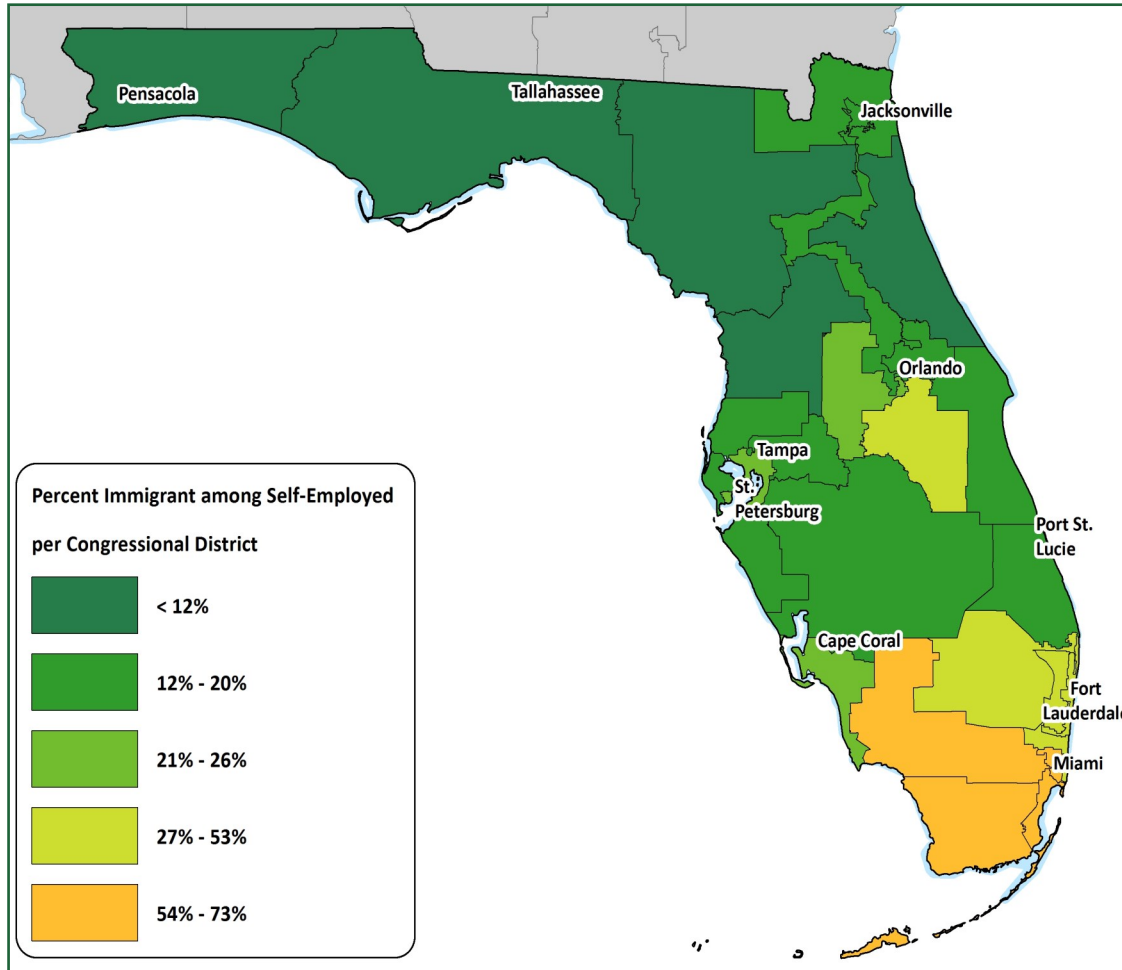 Pensacola
Tallahassee
Jacksonville
Orlando
Tampa
St.
Petersburg
Port St.
Lucie
Cape Coral
Fort
Lauderdale
Miami
Percent Immigrant among Self-Employed
per Congressional District
< 12%
12% - 20%
21% - 26%
27% - 53%
54% - 73%